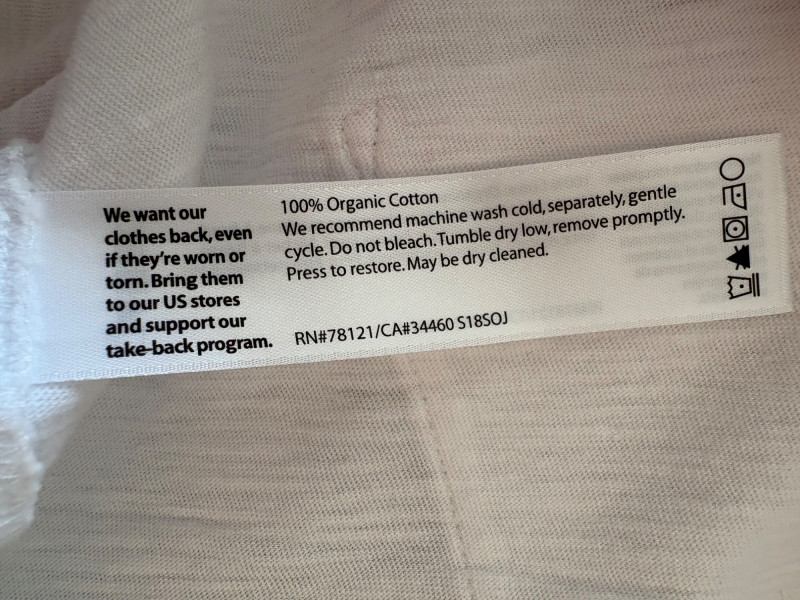 We want our
clothes back, even
if they're worn or
torn. Bring them
to our US stores
and support our
take-back program.
100% Organic Cotton
We recommend machine wash cold, separately, gentle
cycle. Do not bleach. Tumble dry low, remove promptly.
Press to restore. May be dry cleaned.
RN#78121/CA#34460 S18SOJ